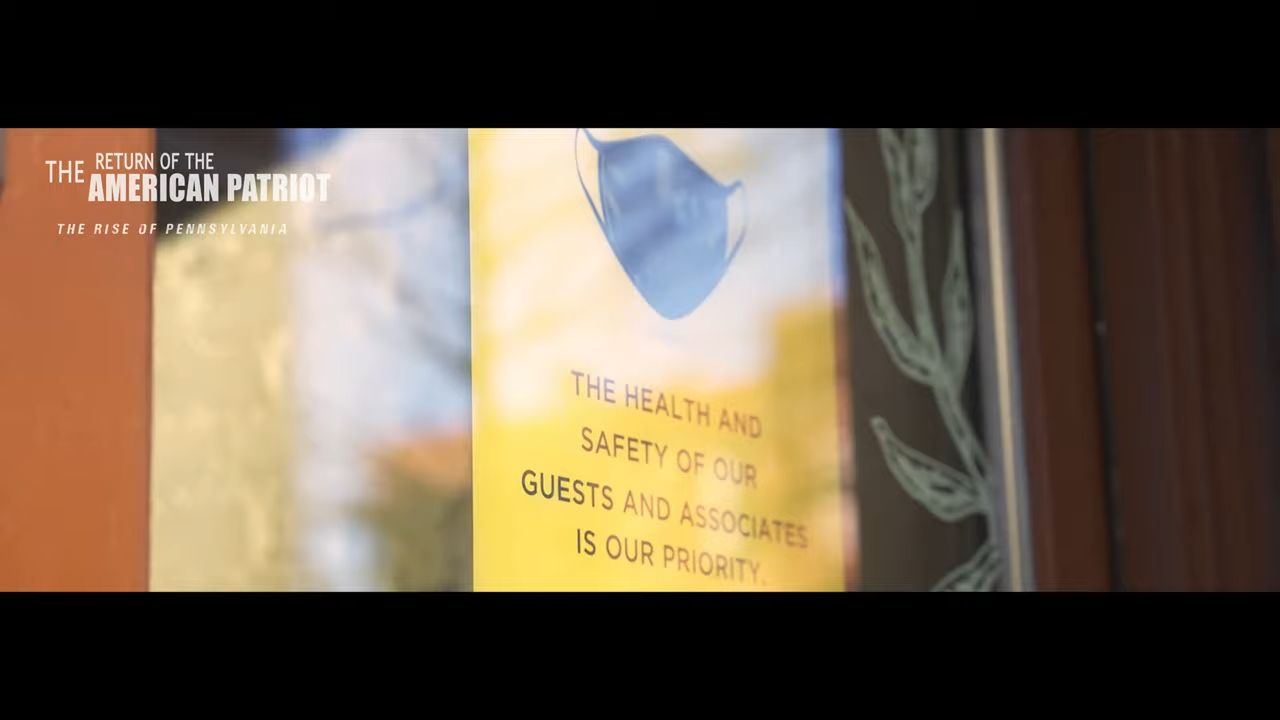 THE RETURN OF THE
AMERICAN PATRIOT
THE RISE OF PENNSYLVANIA
THE HEALTH AND
SAFETY OF OUR
GUESTS AND ASSOCIATES
IS OUR PRIORITY.